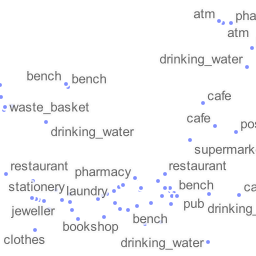 atm
pha
atm
drinking_water
bench
bench
cafe
waste_basket
cafe
pos
drinking_water
supermark
restaurant
restaurant
pharmacy
stationery
laundry
bench
ca
jeweller
pub
drinking_
bookshop
bench
clothes
drinking_water